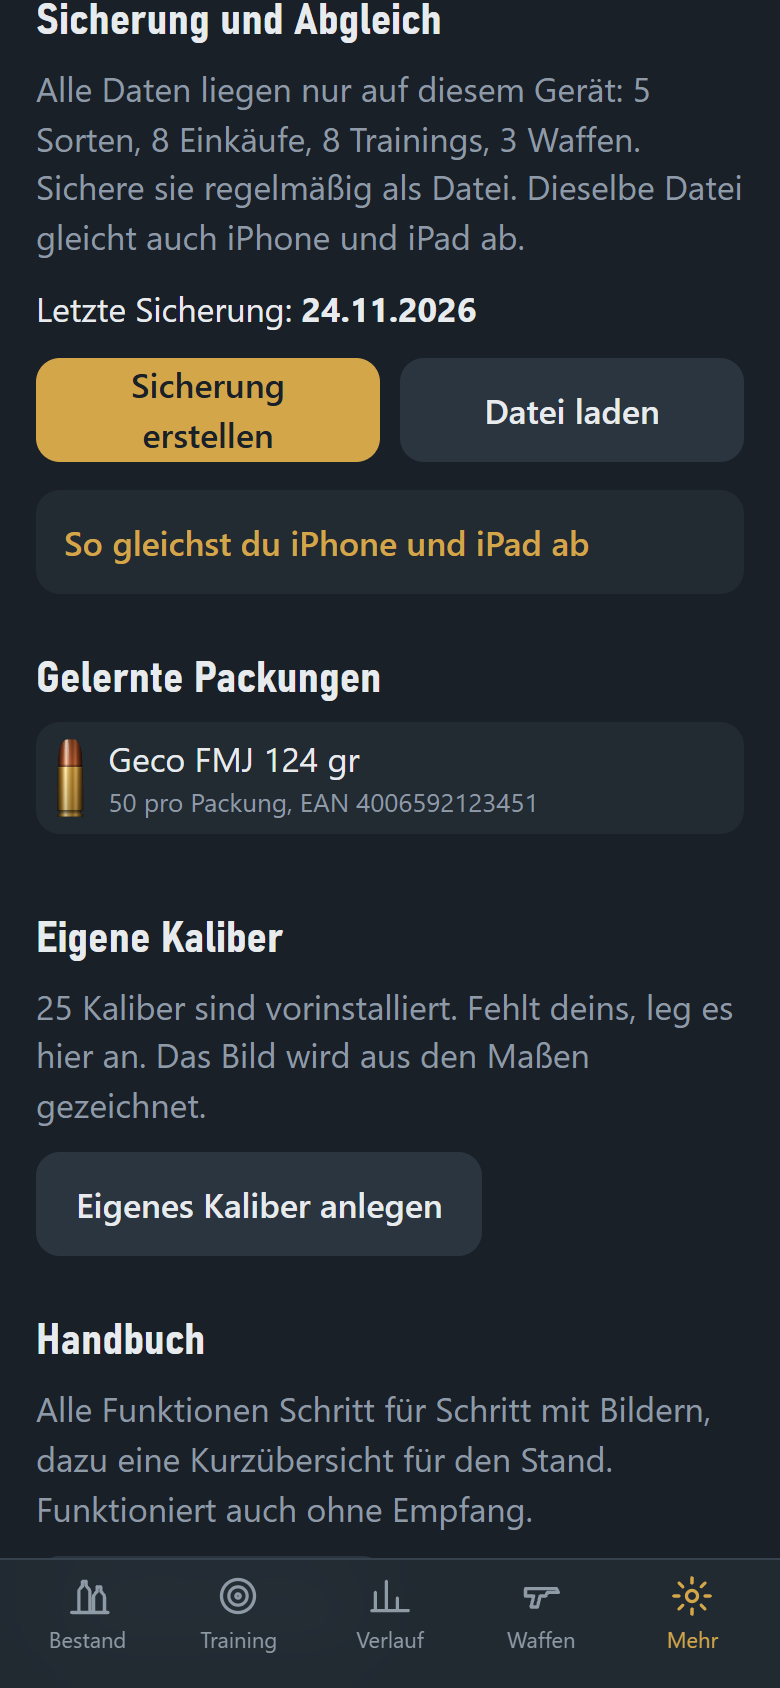 Sicherung und Abgleich
Alle Daten liegen nur auf diesem Gerät: 5
Sorten, 8 Einkäufe, 8 Trainings, 3 Waffen.
Sichere sie regelmäßig als Datei. Dieselbe Datei
gleicht auch iPhone und iPad ab.
Letzte Sicherung: 24.11.2026
Sicherung
erstellen
Datei laden
So gleichst du iPhone und iPad ab
Gelernte Packungen
Geco FMJ 124 gr
50 pro Packung, EAN 4006592123451
Eigene Kaliber
25 Kaliber sind vorinstalliert. Fehlt deins, leg es
hier an. Das Bild wird aus den Maßen
gezeichnet.
Eigenes Kaliber anlegen
Handbuch
Alle Funktionen Schritt für Schritt mit Bildern,
dazu eine Kurzübersicht für den Stand.
Funktioniert auch ohne Empfang.
Bestand
Training
Verlauf
Waffen
Mehr